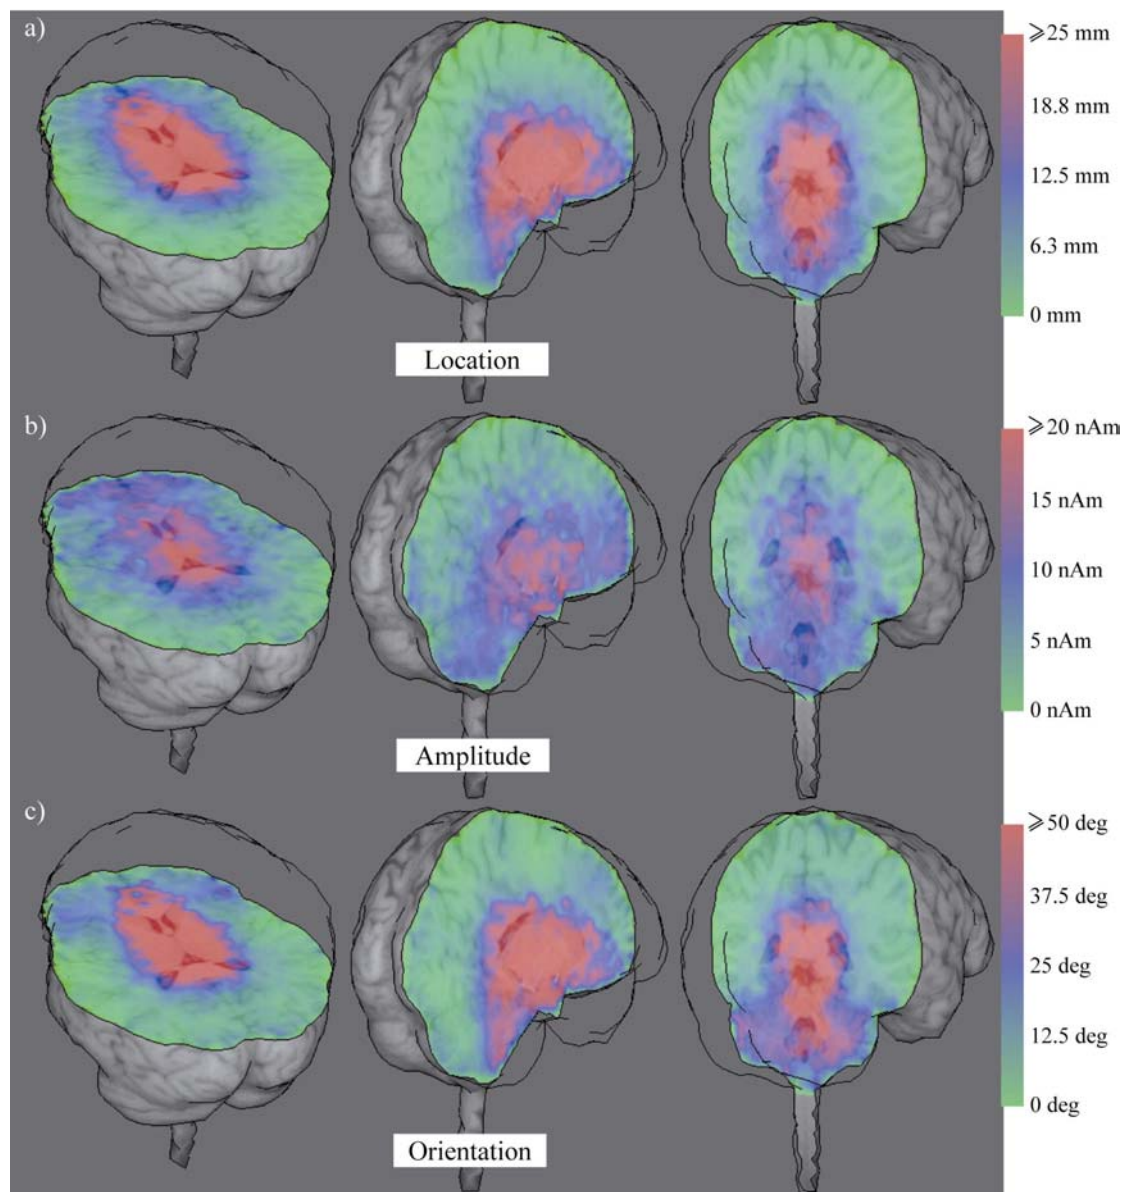 a)
⩾25 mm
18.8 mm
12.5 mm
6.3 mm
0 mm
Location
b)
⩾20 nAm
15 nAm
10 nAm
5 nAm
0 nAm
Amplitude
c)
⩾50 deg
37.5 deg
25 deg
12.5 deg
0 deg
Orientation